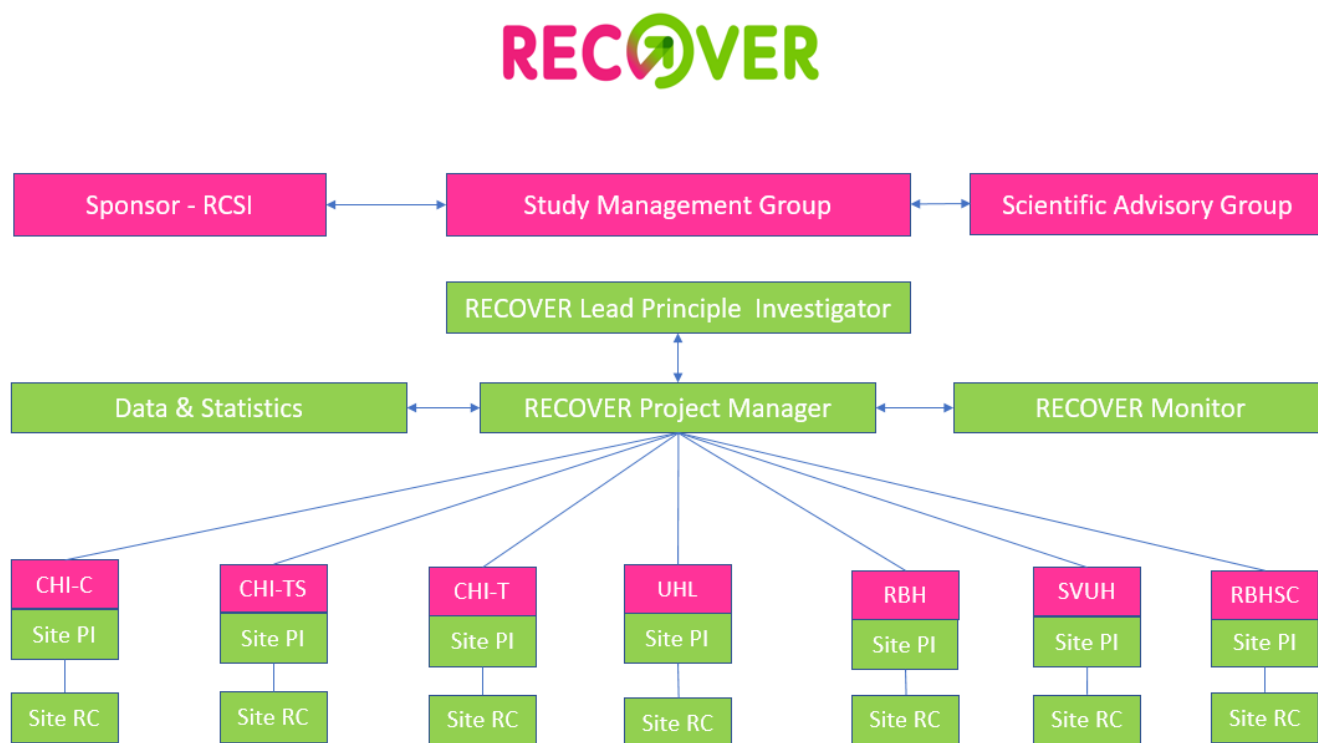 RECOVER
Sponsor - RCSI
Study Management Group
Scientific Advisory Group
RECOVER Lead Principle Investigator
Data & Statistics
RECOVER Project Manager
RECOVER Monitor
CHI-C
CHI-TS
CHI-T
UHL
RBH
SVUH
RBHSC
Site PI
Site PI
Site PI
Site PI
Site PI
Site PI
Site PI
Site RC
Site RC
Site RC
Site RC
Site RC
Site RC
Site RC